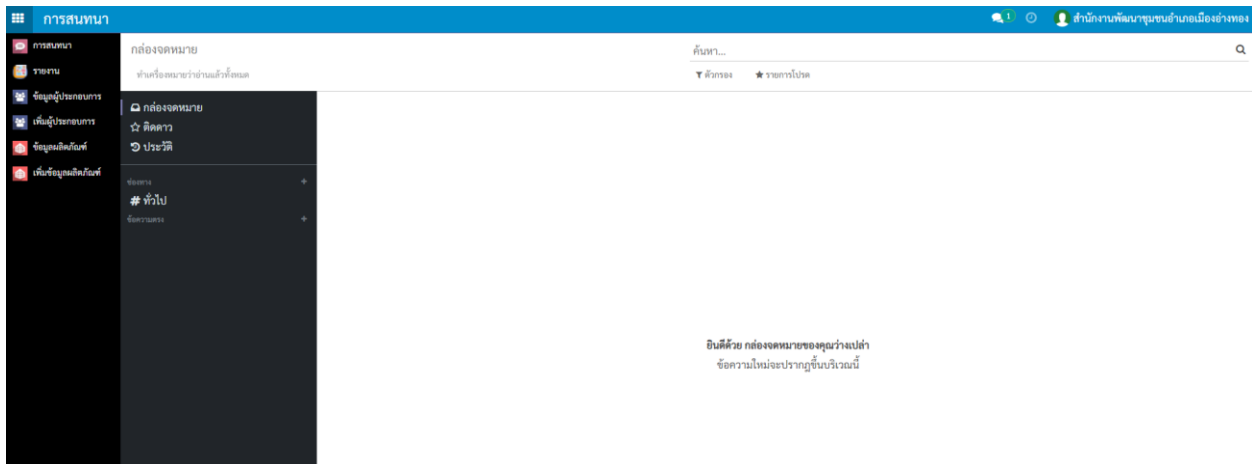 การสนทนา
1
สำนักงานพัฒนาชุมชนอำเภอเมืองอ่างทอง
การสนทนา
รายงาน
ข้อมูลผู้ประกอบการ
เพิ่มผู้ประกอบการ
ข้อมูลผลิตภัณฑ์
เพิ่มข้อมูลผลิตภัณฑ์
กล่องจดหมาย
ค้นหา...
ทำเครื่องหมายว่าอ่านแล้วทั้งหมด
ตัวกรอง
รายการโปรด
กล่องจดหมาย
ติดดาว
ประวัติ
ช่องทาง
# ทั่วไป
ข้อความตรง
ยินดีด้วย กล่องจดหมายของคุณว่างเปล่า
ข้อความใหม่จะปรากฏขึ้นบริเวณนี้